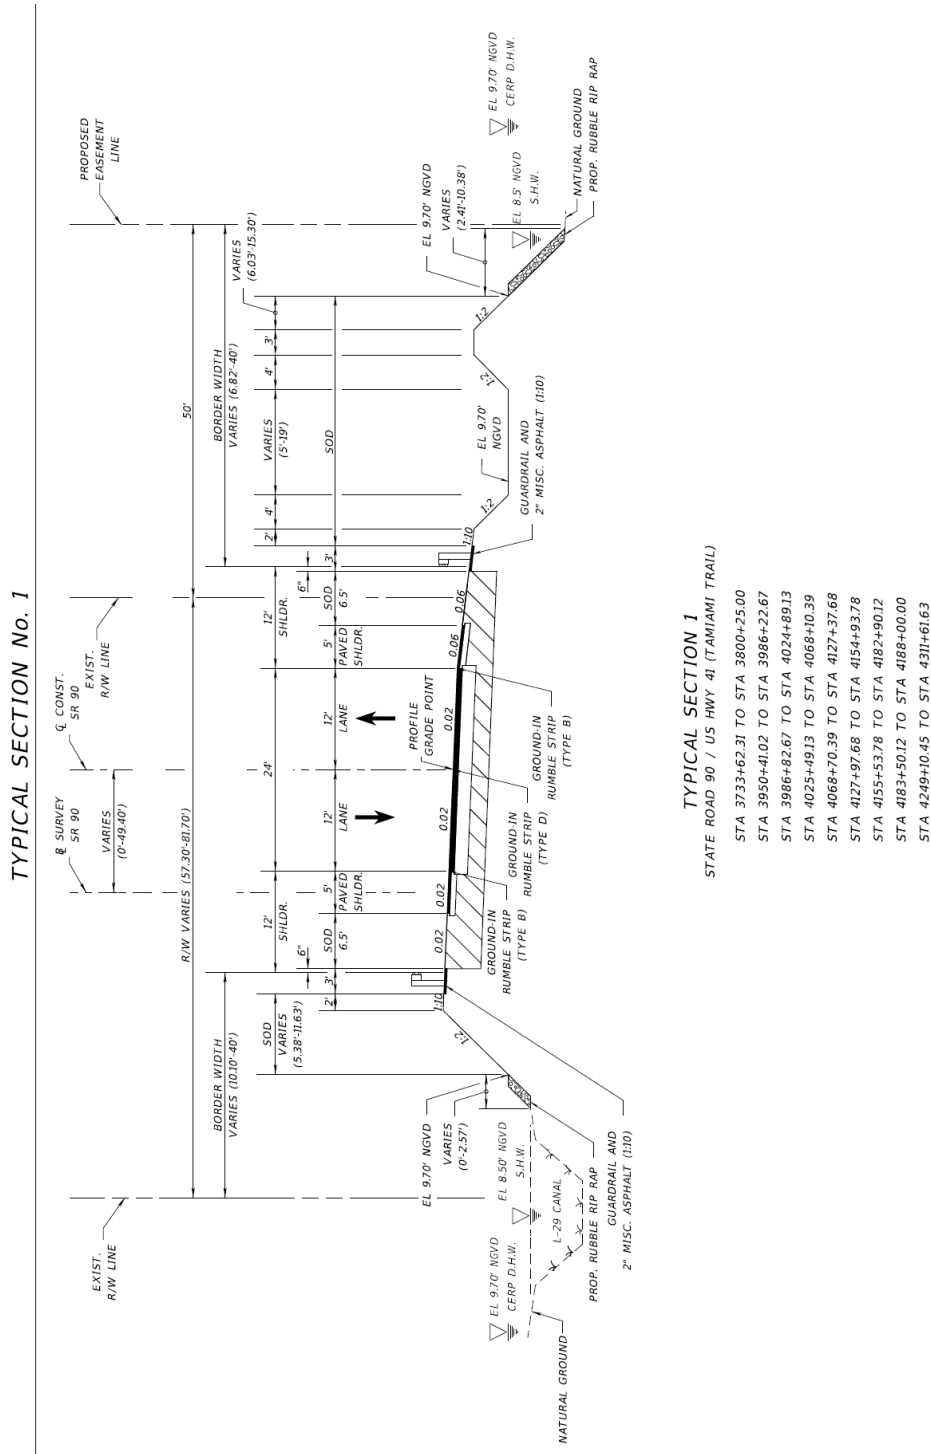 TYPICAL SECTION No. 1
EXIST.
R/W LINE
℄ SURVEY
SR 90
℄ CONST.
SR 90
EXIST.
R/W LINE
PROPOSED
EASEMENT
LINE
VARIES
(0'-49.40')
R/W VARIES (57.30'-81.70')
50'
BORDER WIDTH
VARIES (10.10'-40')
12'
SHLDR.
24'
12'
SHLDR.
BORDER WIDTH
VARIES (6.82'-40')
VARIES
(6.03'-15.30')
SOD
VARIES
(5.38'-11.63')
6"
6"
2'
4'
VARIES
(5'-19')
4'
3'
2'
3'
SOD
6.5'
5'
PAVED
SHLDR.
12'
LANE
12'
LANE
5'
PAVED
SHLDR.
SOD
6.5'
3'
SOD
PROFILE
GRADE POINT
1:2
1:10
0.02
0.02
0.02
0.02
0.06
0.06
1:10
1:2
1:2
1:2
EL 9.70'
NGVD
EL 9.70' NGVD
VARIES
(0'-2.57')
EL 9.70' NGVD
VARIES
(2.41'-10.38')
EL 9.70' NGVD
CERP D.H.W.
EL 8.50' NGVD
S.H.W.
EL 8.5' NGVD
S.H.W.
EL 9.70' NGVD
CERP D.H.W.
L-29 CANAL
NATURAL GROUND
PROP. RUBBLE RIP RAP
GUARDRAIL AND
2" MISC. ASPHALT (1:10)
GROUND-IN
RUMBLE STRIP
(TYPE B)
GROUND-IN
RUMBLE STRIP
(TYPE D)
GROUND-IN
RUMBLE STRIP
(TYPE B)
GUARDRAIL AND
2" MISC. ASPHALT (1:10)
NATURAL GROUND
PROP. RUBBLE RIP RAP
TYPICAL SECTION 1
STATE ROAD 90 / US HWY 41 (TAMIAMI TRAIL)
STA 3733+62.31 TO STA 3800+25.00
STA 3950+41.02 TO STA 3986+22.67
STA 3986+82.67 TO STA 4024+89.13
STA 4025+49.13 TO STA 4068+10.39
STA 4068+70.39 TO STA 4127+37.68
STA 4127+97.68 TO STA 4154+93.78
STA 4155+53.78 TO STA 4182+90.12
STA 4183+50.12 TO STA 4188+00.00
STA 4249+10.45 TO STA 4311+61.63